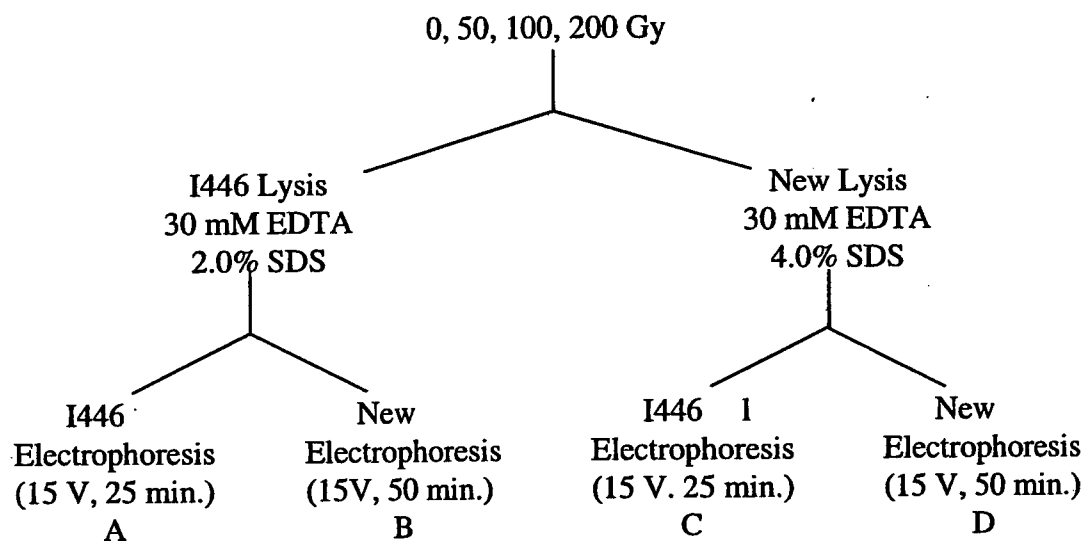 0, 50, 100, 200 Gy
I446 Lysis
30 mM EDTA
2.0% SDS
New Lysis
30 mM EDTA
4.0% SDS
I446
Electrophoresis
(15 V, 25 min.)
A
New
Electrophoresis
(15V, 50 min.)
B
I446 1
Electrophoresis
(15 V. 25 min.)
C
New
Electrophoresis
(15 V, 50 min.)
D